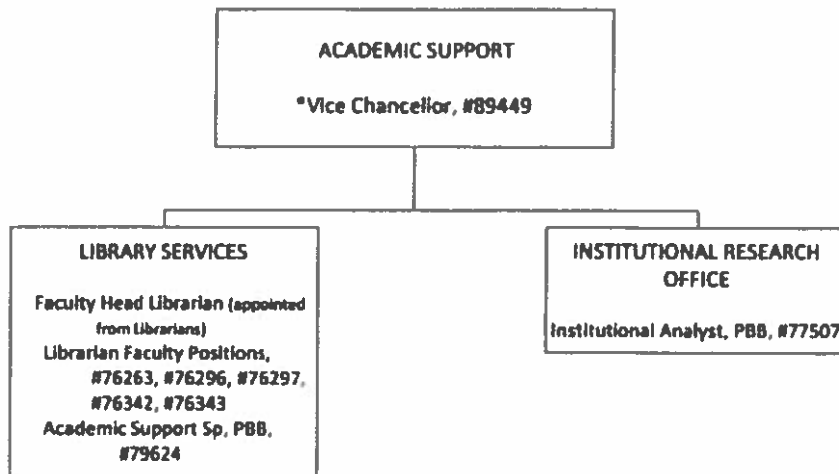 ACADEMIC SUPPORT
*Vice Chancellor, #89449
LIBRARY SERVICES
Faculty Head Librarian (appointed
from Librarians)
Librarian Faculty Positions,
#76263, #76296, #76297,
#76342, #76343
Academic Support Sp, PBB,
#79624
INSTITUTIONAL RESEARCH
OFFICE
Institutional Analyst, PBB, #77507